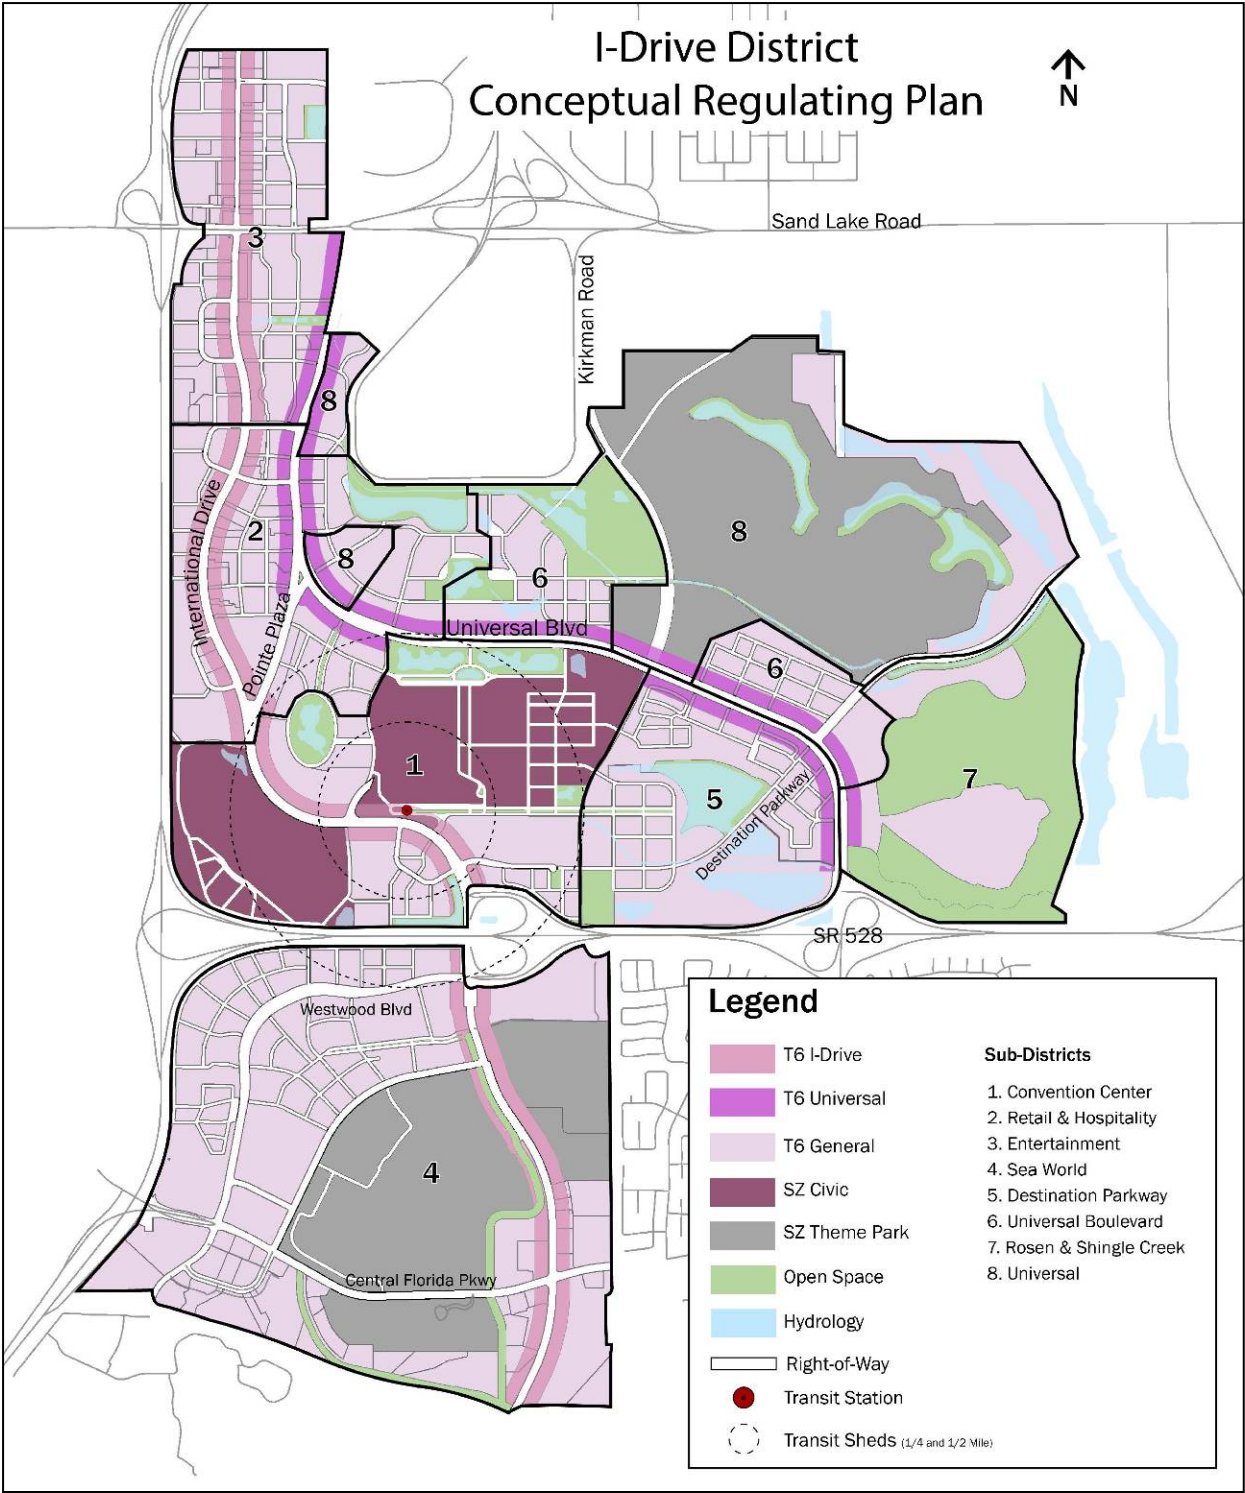 I-Drive District
Conceptual Regulating Plan
N
Sand Lake Road
3
Kirkman Road
8
International Drive
2
8
8
6
Pointe Plaza
Universal Blvd
6
1
5
7
Destination Parkway
SR 528
Westwood Blvd
4
Central Florida Pkwy
Legend
T6 I-Drive
T6 Universal
T6 General
SZ Civic
SZ Theme Park
Open Space
Hydrology
Right-of-Way
Transit Station
Transit Sheds (1/4 and 1/2 Mile)
Sub-Districts
1. Convention Center
2. Retail & Hospitality
3. Entertainment
4. Sea World
5. Destination Parkway
6. Universal Boulevard
7. Rosen & Shingle Creek
8. Universal